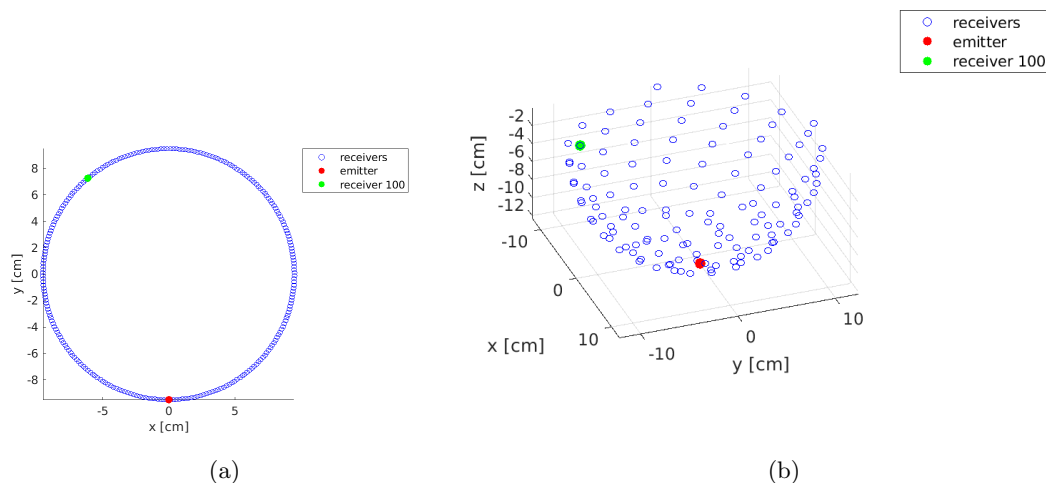 receivers
emitter
receiver 100
8
6
4
2
0
-2
-4
-6
-8
y [cm]
-5
0
5
x [cm]
(a)
receivers
emitter
receiver 100
-2
-4
-6
-8
-10
-12
z [cm]
-10
0
10
x [cm]
-10
0
10
y [cm]
(b)